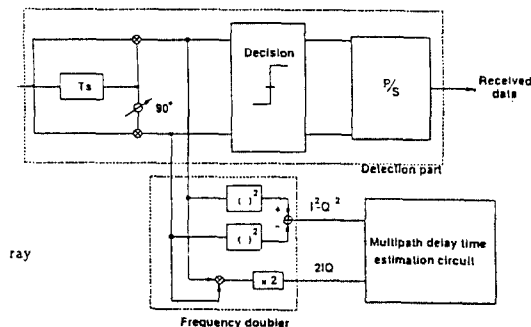 Decision
Ts
90°
P/S
Received
data
Detection part
( )²
+
I²-Q²
( )²
-
Multipath delay time
estimation circuit
ray
× 2
2IQ
Frequency doubler